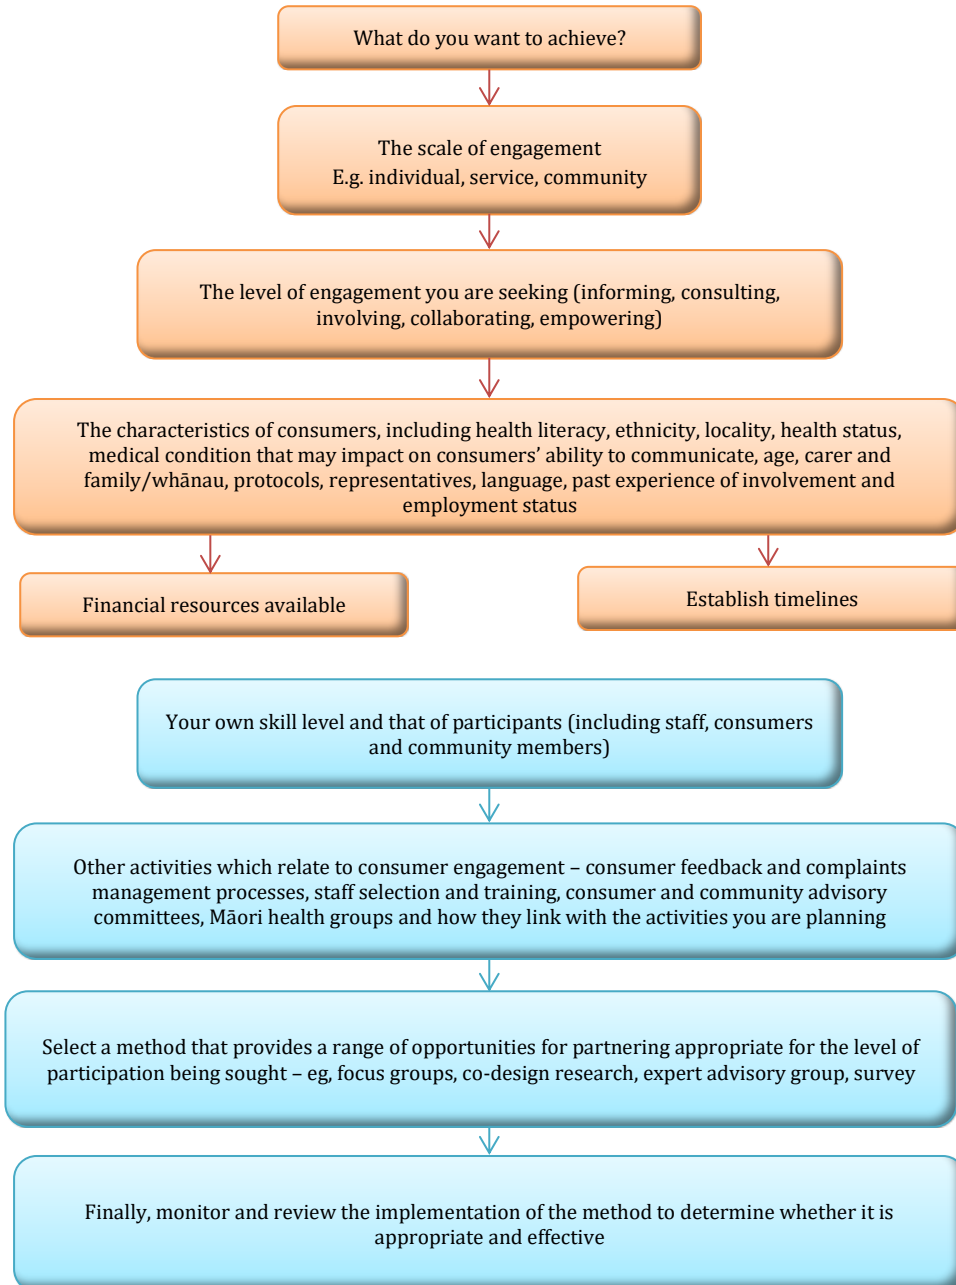 What do you want to achieve?
The scale of engagement
E.g. individual, service, community
The level of engagement you are seeking (informing, consulting,
involving, collaborating, empowering)
The characteristics of consumers, including health literacy, ethnicity, locality, health status,
medical condition that may impact on consumers’ ability to communicate, age, carer and
family/whānau, protocols, representatives, language, past experience of involvement and
employment status
Financial resources available
Establish timelines
Your own skill level and that of participants (including staff, consumers
and community members)
Other activities which relate to consumer engagement – consumer feedback and complaints
management processes, staff selection and training, consumer and community advisory
committees, Māori health groups and how they link with the activities you are planning
Select a method that provides a range of opportunities for partnering appropriate for the level of
participation being sought – eg, focus groups, co-design research, expert advisory group, survey
Finally, monitor and review the implementation of the method to determine whether it is
appropriate and effective